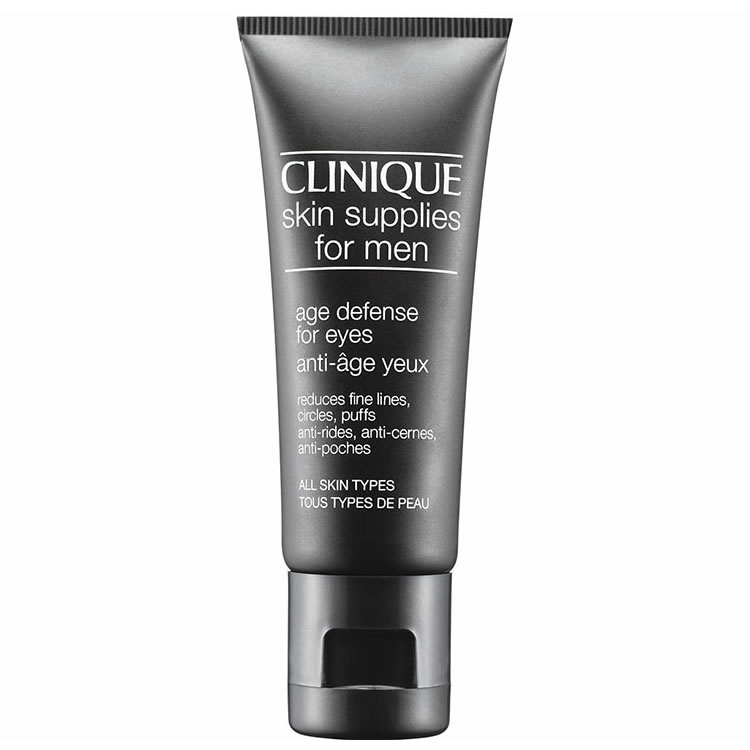 CLINIQUE
skin supplies
for men
age defense
for eyes
anti-âge yeux
reduces fine lines,
circles, puffs
anti-rides, anti-cernes,
anti-poches
ALL SKIN TYPES
TOUS TYPES DE PEAU